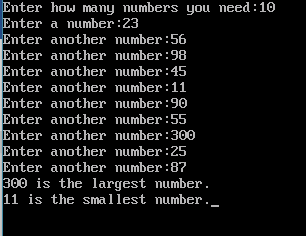 Enter how many numbers you need:10
Enter a number:23
Enter another number:56
Enter another number:98
Enter another number:45
Enter another number:11
Enter another number:90
Enter another number:55
Enter another number:300
Enter another number:25
Enter another number:87
300 is the largest number.
11 is the smallest number._